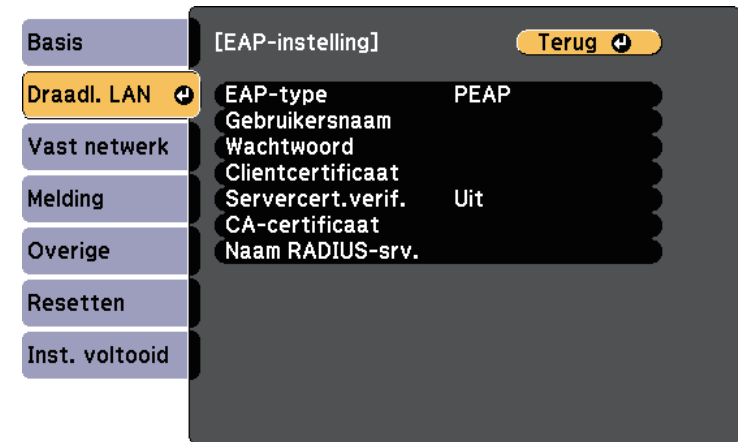 Basis
Draadl. LAN
Vast netwerk
Melding
Overige
Resetten
Inst. voltooid
[EAP-instelling] Terug
EAP-type PEAP
Gebruikersnaam
Wachtwoord
Clientcertificaat
Servercert.verif. Uit
CA-certificaat
Naam RADIUS-srv.